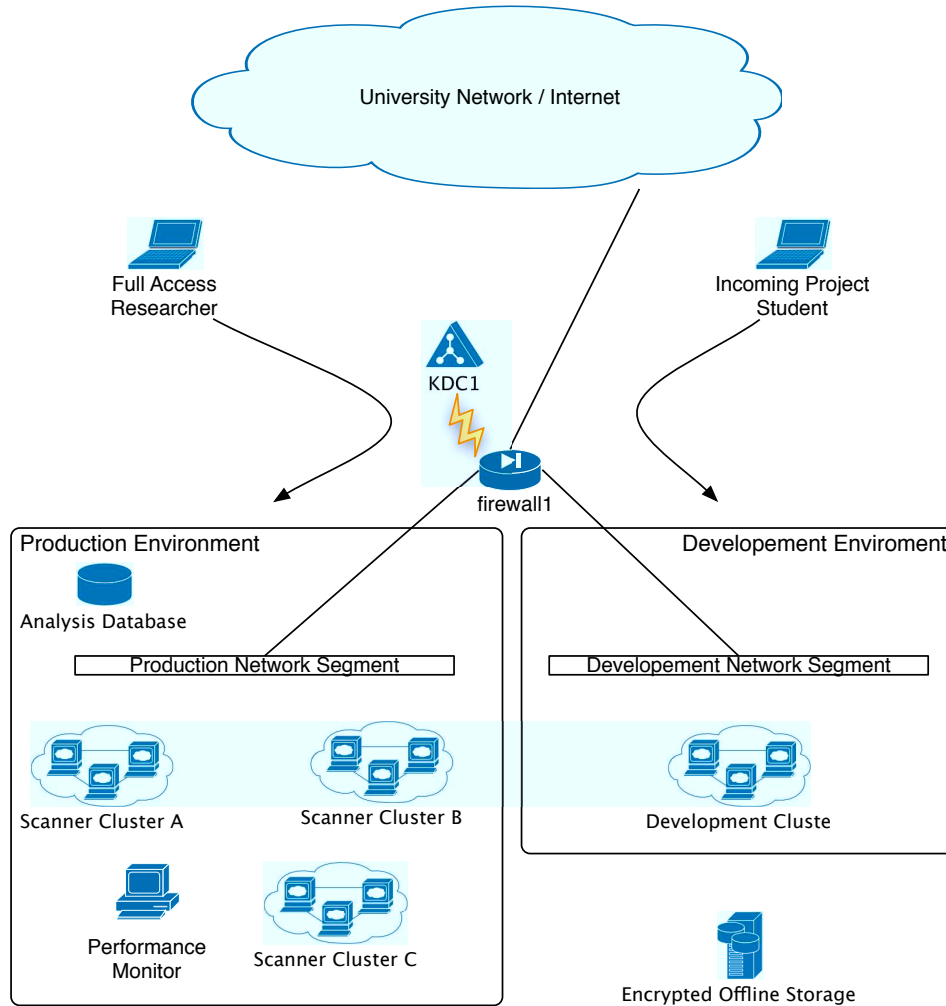 University Network / Internet
Full Access
Researcher
Incoming Project
Student
KDC1
firewall1
Production Environment
Developement Enviroment
Analysis Database
Production Network Segment
Developement Network Segment
Scanner Cluster A
Scanner Cluster B
Development Cluste
Performance
Monitor
Scanner Cluster C
Encrypted Offline Storage